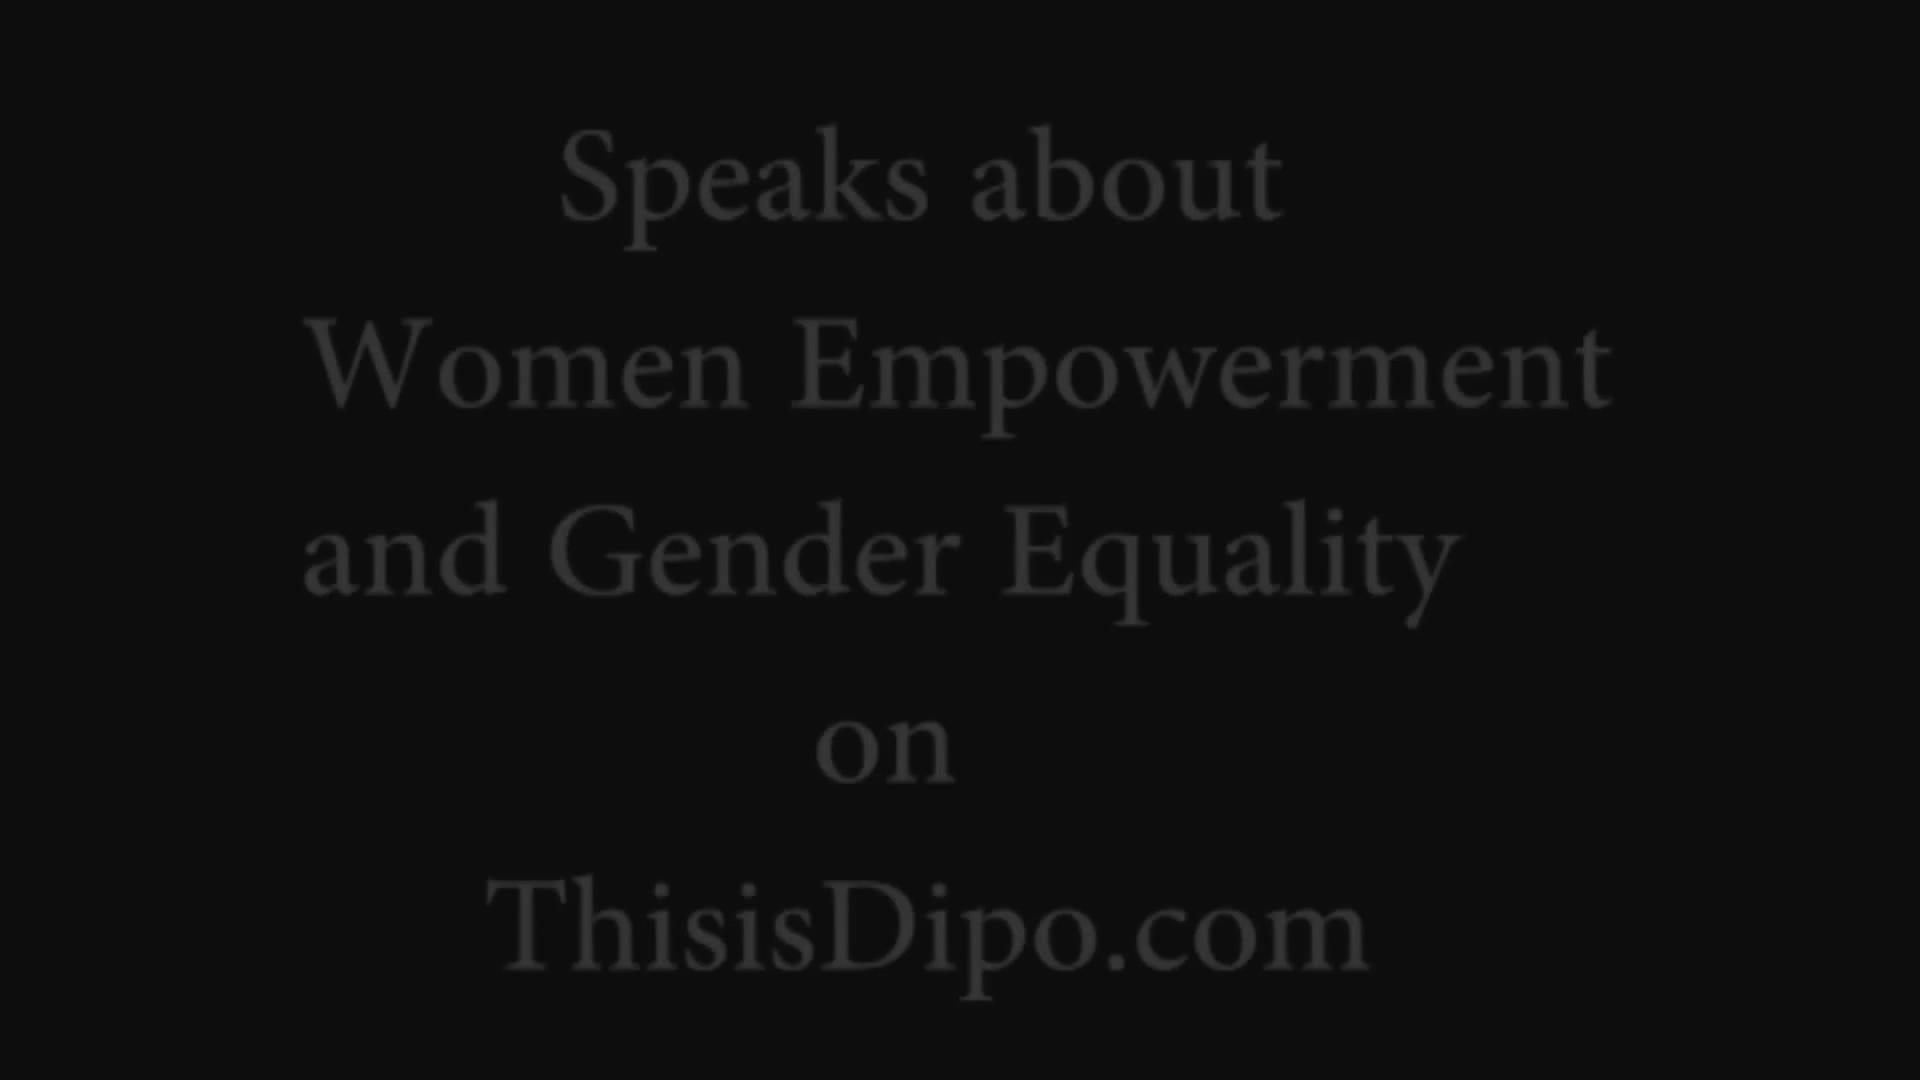 Speaks about
Women Empowerment
and Gender Equality
on
ThisisDipo.com